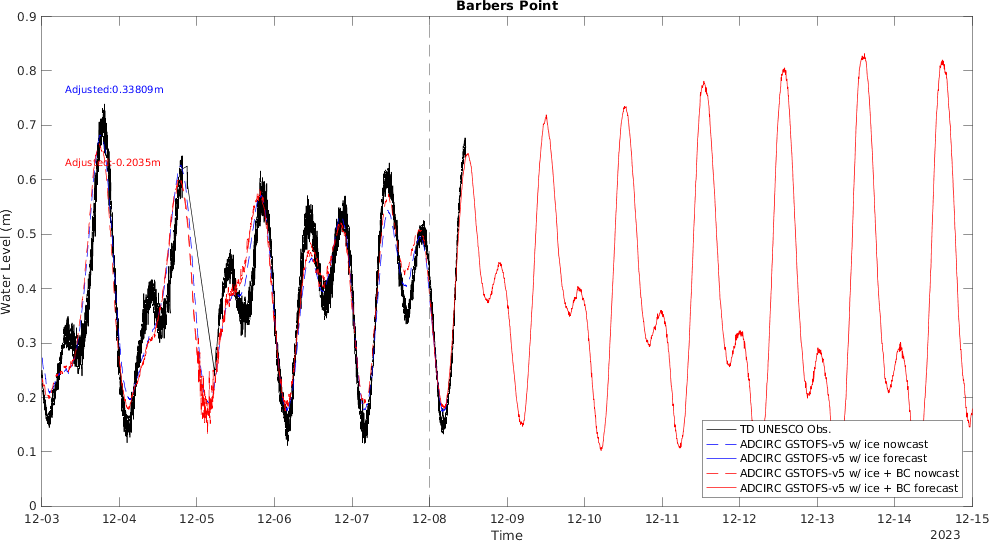 Barbers Point
0.9
0.8
0.7
0.6
0.5
0.4
0.3
0.2
0.1
0
Water Level (m)
Adjusted:0.33809m
Adjusted:-0.2035m
TD UNESCO Obs.
ADCIRC GSTOFS-v5 w/ ice nowcast
ADCIRC GSTOFS-v5 w/ ice forecast
ADCIRC GSTOFS-v5 w/ ice + BC nowcast
ADCIRC GSTOFS-v5 w/ ice + BC forecast
12-03 12-04 12-05 12-06 12-07 12-08 12-09 12-10 12-11 12-12 12-13 12-14 12-15
Time
2023